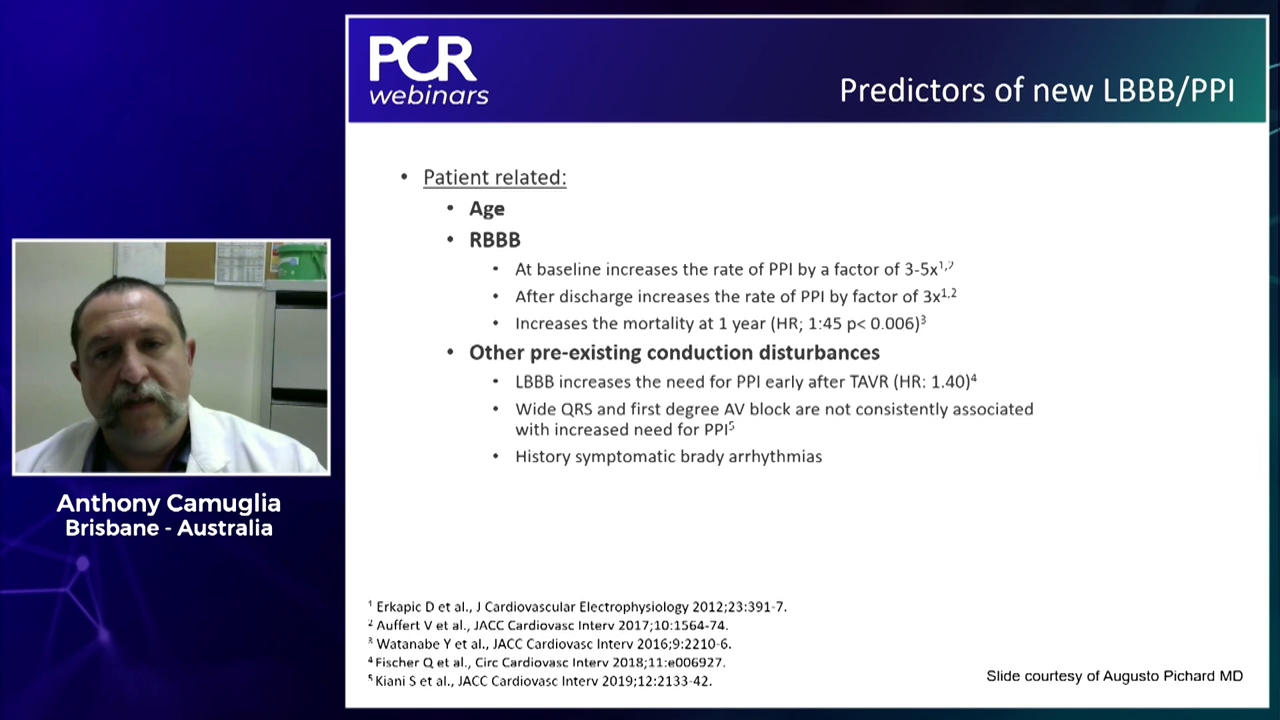 PCR
webinars
Predictors of new LBBB/PPI
• Patient related:
• Age
• RBBB
• At baseline increases the rate of PPI by a factor of 3-5x1,2
• After discharge increases the rate of PPI by factor of 3x1,2
• Increases the mortality at 1 year (HR; 1:45 p< 0.006)3
• Other pre-existing conduction disturbances
• LBBB increases the need for PPI early after TAVR (HR: 1.40)4
• Wide QRS and first degree AV block are not consistently associated
with increased need for PPI5
• History symptomatic brady arrhythmias
Anthony Camuglia
Brisbane - Australia
1 Erkapic D et al., J Cardiovascular Electrophysiology 2012;23:391-7.
2 Auffert V et al., JACC Cardiovasc Interv 2017;10:1564-74.
3 Watanabe Y et al., JACC Cardiovasc Interv 2016;9:2210-6.
4 Fischer Q et al., Circ Cardiovasc Interv 2018;11:e006927.
5 Kiani S et al., JACC Cardiovasc Interv 2019;12:2133-42.
Slide courtesy of Augusto Pichard MD